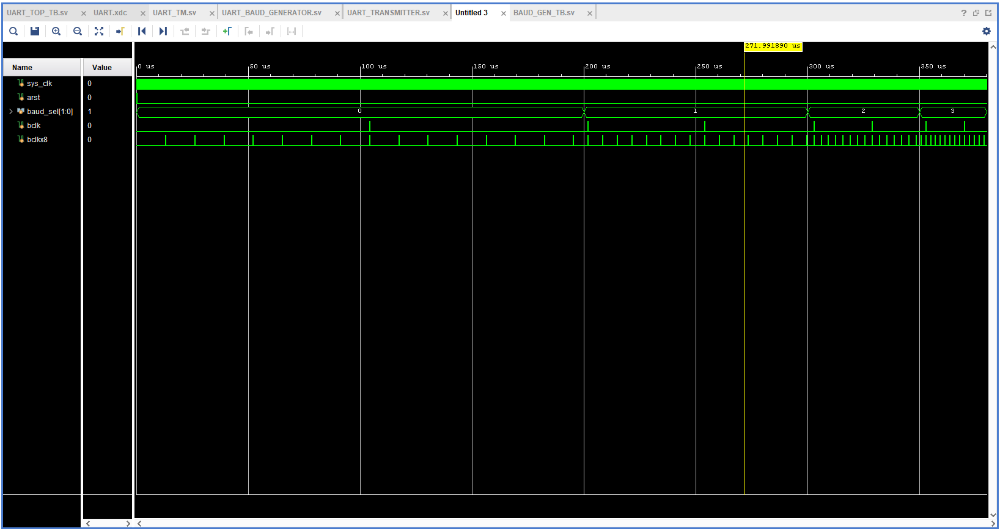 UART_TOP_TB.sv UART.xdc UART_TM.sv UART_BAUD_GENERATOR.sv UART_TRANSMITTER.sv Untitled 3 BAUD_GEN_TB.sv
271.991890 us
Name Value 0 us 50 us 100 us 150 us 200 us 250 us 300 us 350 us
sys_clk 0
arst 0
baud_sel[1:0] 1 0 1 2 3
bclk 0
bclkx8 0